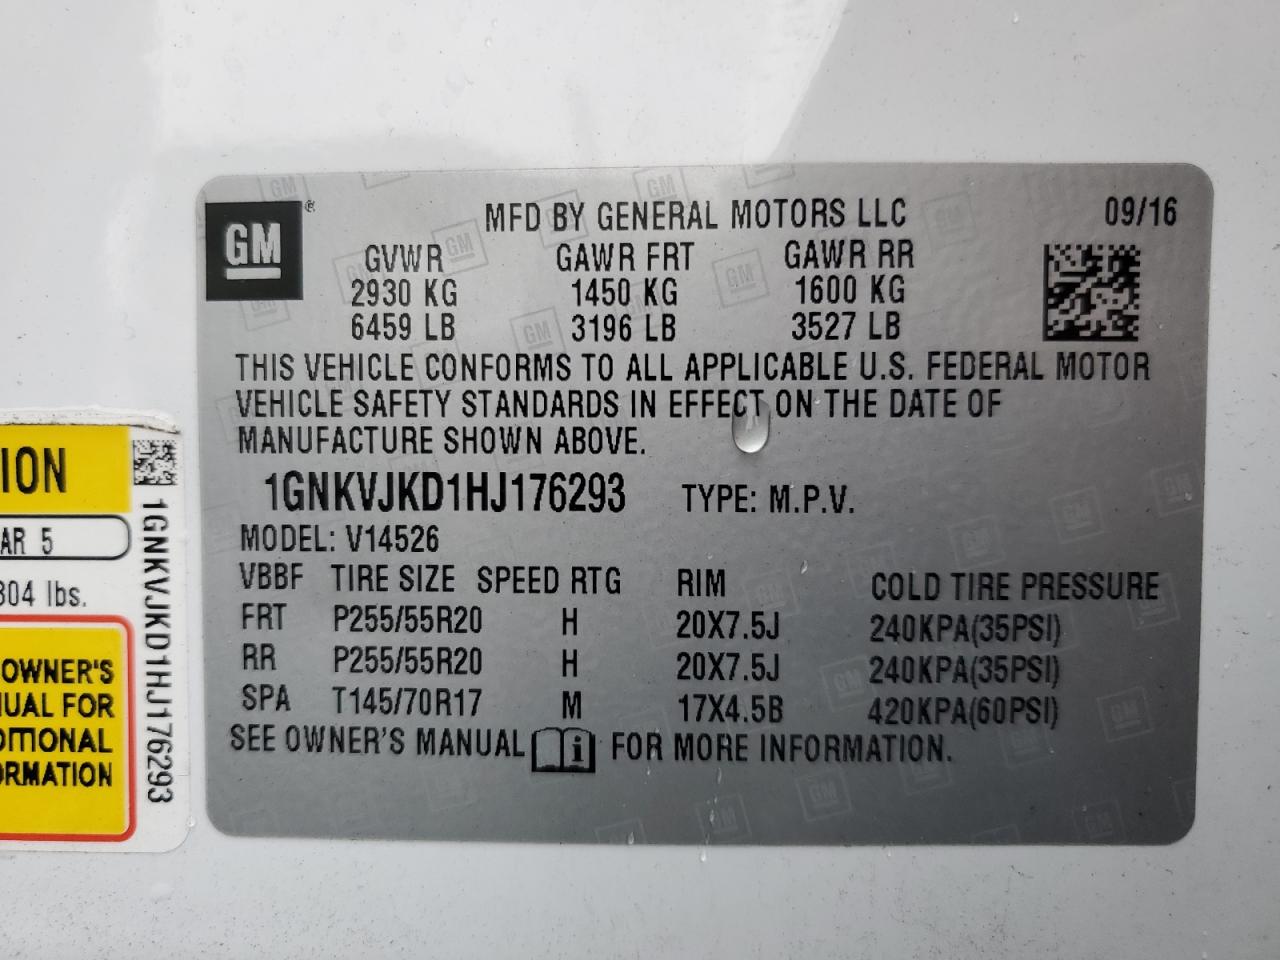 GM ®
MFD BY GENERAL MOTORS LLC 09/16
GVWR GAWR FRT GAWR RR
2930 KG 1450 KG 1600 KG
6459 LB 3196 LB 3527 LB
THIS VEHICLE CONFORMS TO ALL APPLICABLE U.S. FEDERAL MOTOR
VEHICLE SAFETY STANDARDS IN EFFECT ON THE DATE OF
MANUFACTURE SHOWN ABOVE.
1GNKVJKD1HJ176293 TYPE: M.P.V.
MODEL: V14526
VBBF TIRE SIZE SPEED RTG RIM COLD TIRE PRESSURE
FRT P255/55R20 H 20X7.5J 240KPA(35PSI)
RR P255/55R20 H 20X7.5J 240KPA(35PSI)
SPA T145/70R17 M 17X4.5B 420KPA(60PSI)
SEE OWNER'S MANUAL i FOR MORE INFORMATION.
ION
AR 5
304 lbs.
OWNER'S
UAL FOR
DITIONAL
ORMATION
1GNKVJKD1HJ176293